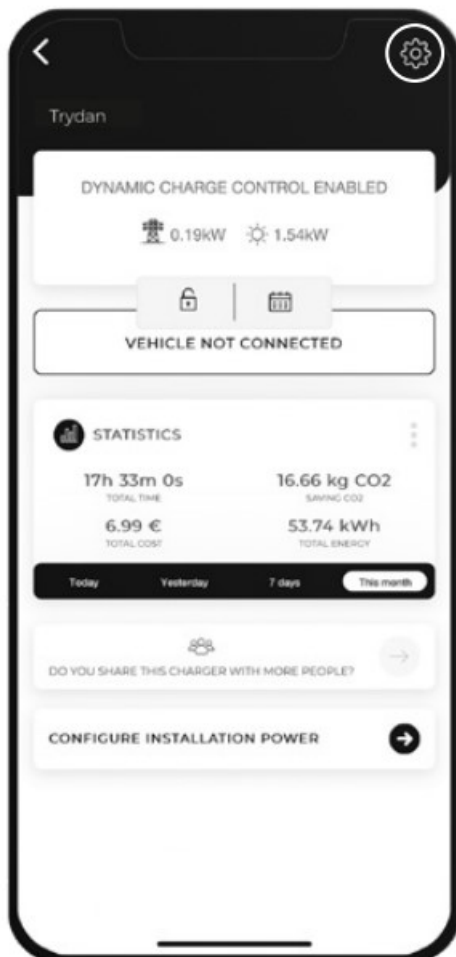 Trydan
DYNAMIC CHARGE CONTROL ENABLED
0.19kW 1.54kW
VEHICLE NOT CONNECTED
STATISTICS
17h 33m 0s 16.66 kg CO2
TOTAL TIME SAVING CO2
6.99 € 53.74 kWh
TOTAL COST TOTAL ENERGY
Today Yesterday 7 days This month
DO YOU SHARE THIS CHARGER WITH MORE PEOPLE?
CONFIGURE INSTALLATION POWER